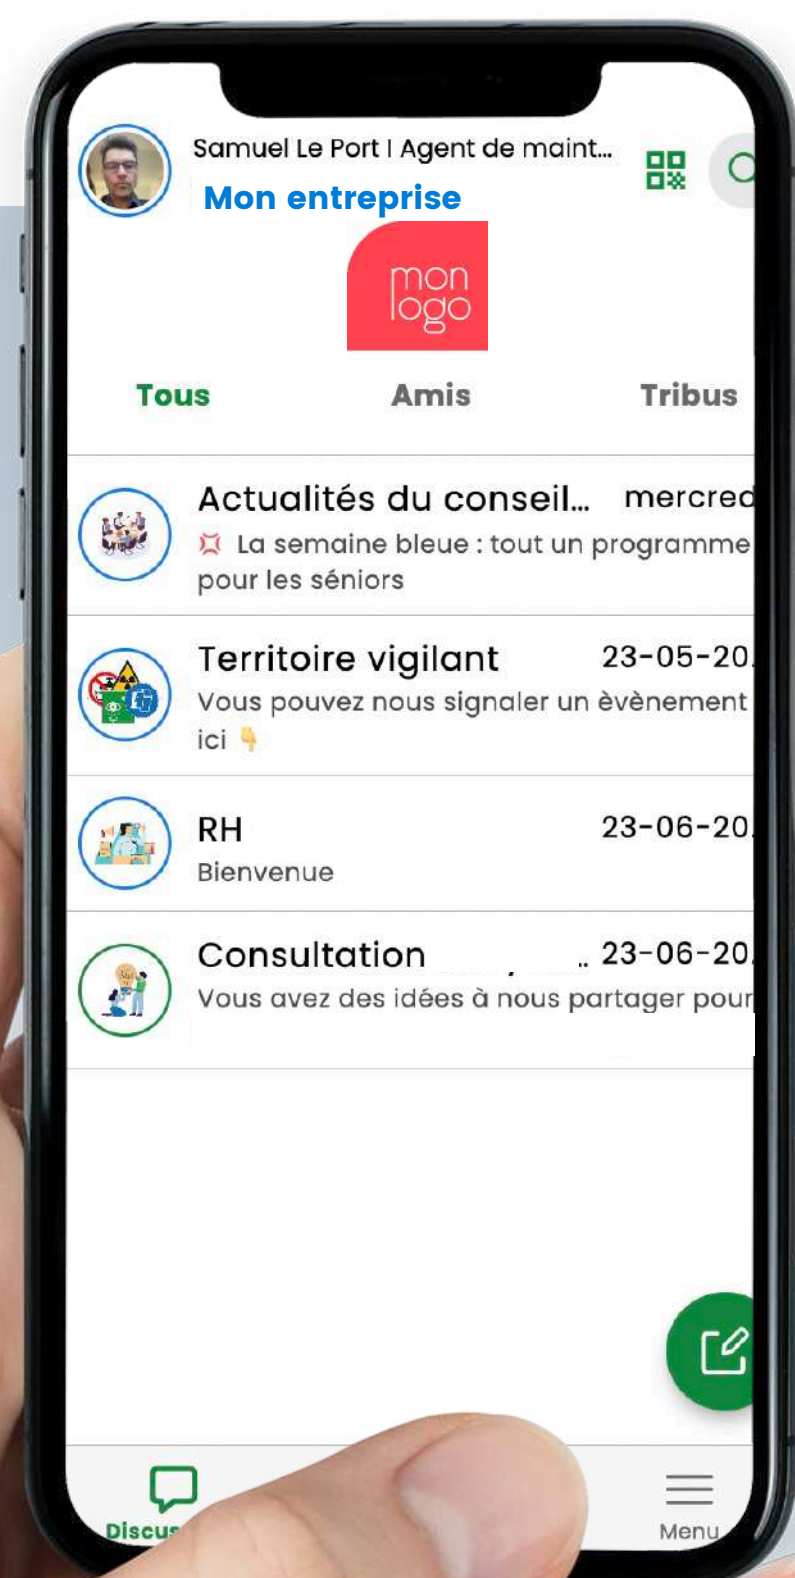 Samuel Le Port I Agent de maint...
Mon entreprise
mon
logo
Tous Amis Tribus
Actualités du conseil... mercred
💢 La semaine bleue : tout un programme
pour les séniors
Territoire vigilant 23-05-20.
Vous pouvez nous signaler un èvènement
ici 👇
RH 23-06-20.
Bienvenue
Consultation .. 23-06-20.
Vous avez des idées à nous partager pour
Discus
Menu